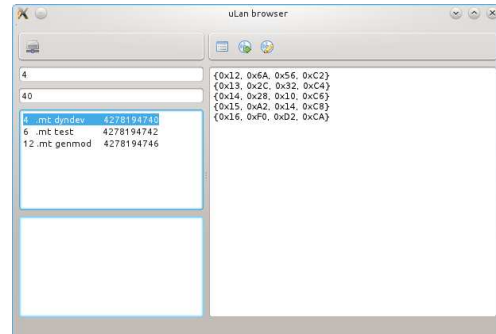 uLan browser
4
40
4 .mt dyndev 4278194740
6 .mt test 4278194742
12 .mt genmod 4278194746
{0x12, 0x6A, 0x56, 0xC2}
{0x13, 0x2C, 0x32, 0xC4}
{0x14, 0x28, 0x10, 0xC6}
{0x15, 0xA2, 0x14, 0xC8}
{0x16, 0xF0, 0xD2, 0xCA}